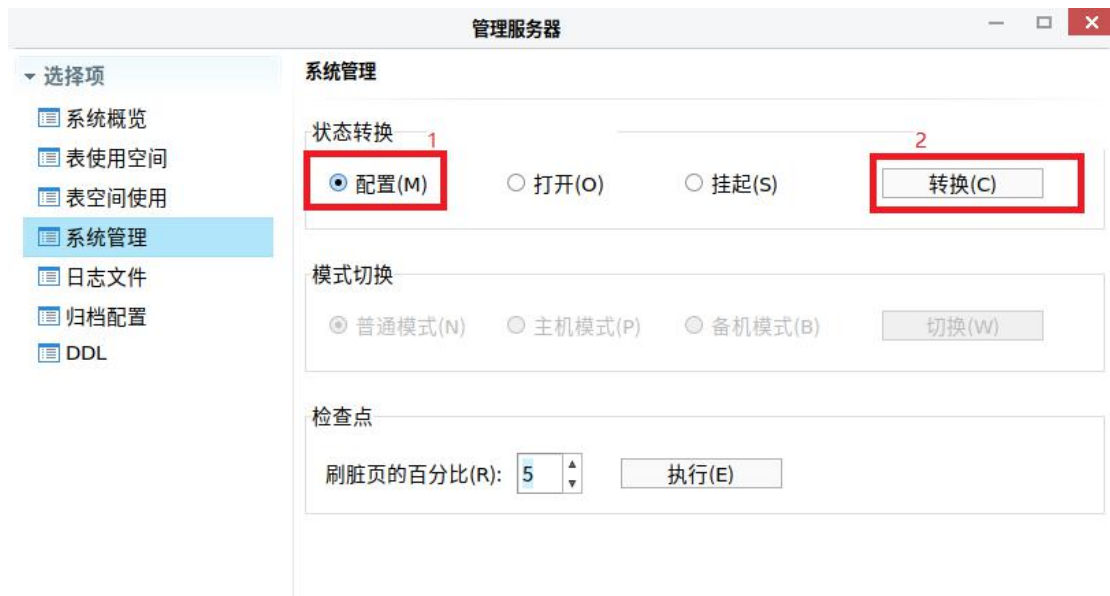 管理服务器
选择项
系统概览
表使用空间
表空间使用
系统管理
日志文件
归档配置
DDL
系统管理
状态转换
1
2
配置(M) 打开(O) 挂起(S) 转换(C)
模式切换
普通模式(N) 主机模式(P) 备机模式(B) 切换(W)
检查点
刷脏页的百分比(R): 5 执行(E)